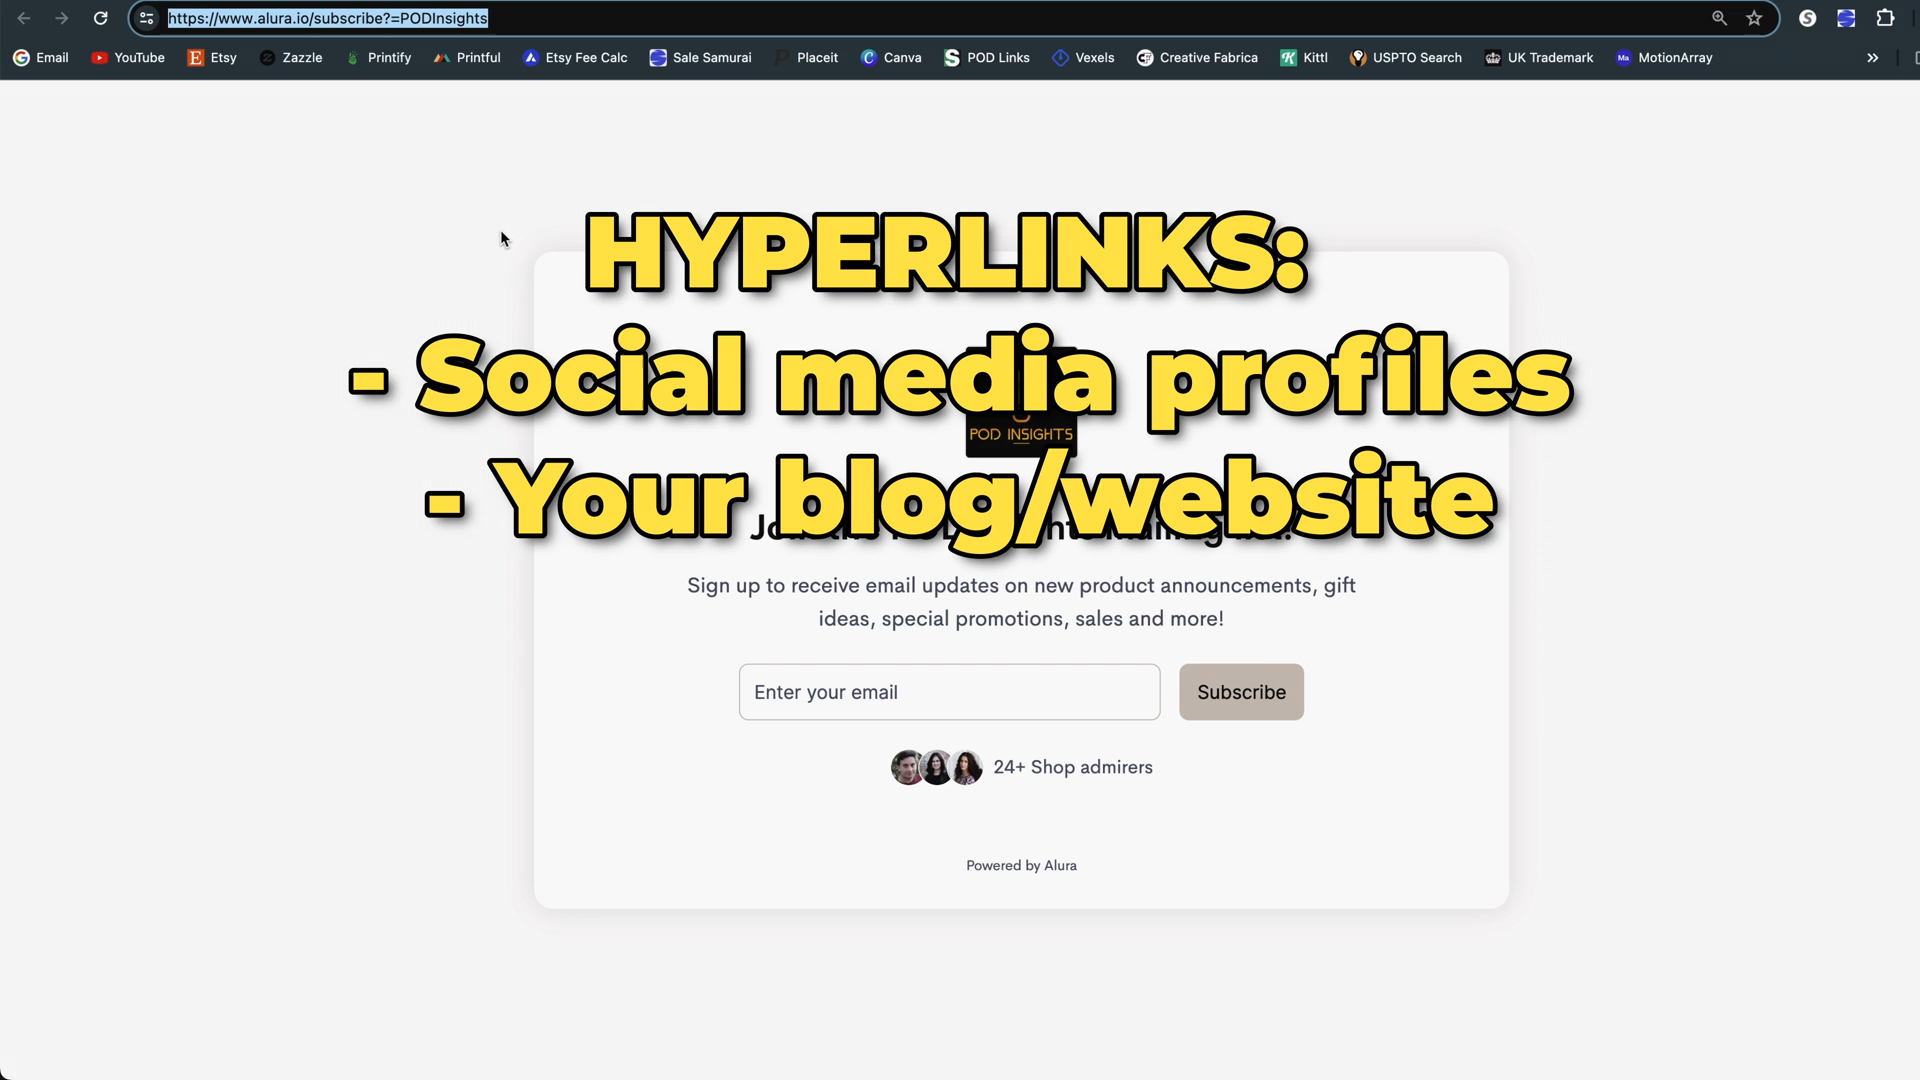 https://www.alura.io/subscribe?=PODInsights
Email YouTube Etsy Zazzle Printify Printful Etsy Fee Calc Sale Samurai Placeit Canva POD Links Vexels Creative Fabrica Kittl USPTO Search UK Trademark MotionArray
HYPERLINKS:
- Social media profiles
POD INSIGHTS
- Your blog/website
Sign up to receive email updates on new product announcements, gift
ideas, special promotions, sales and more!
Enter your email Subscribe
24+ Shop admirers
Powered by Alura